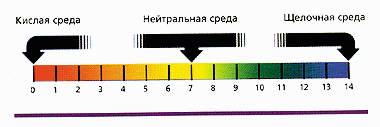 Кислая среда Нейтральная среда Щелочная среда
0 1 2 3 4 5 6 7 8 9 10 11 12 13 14